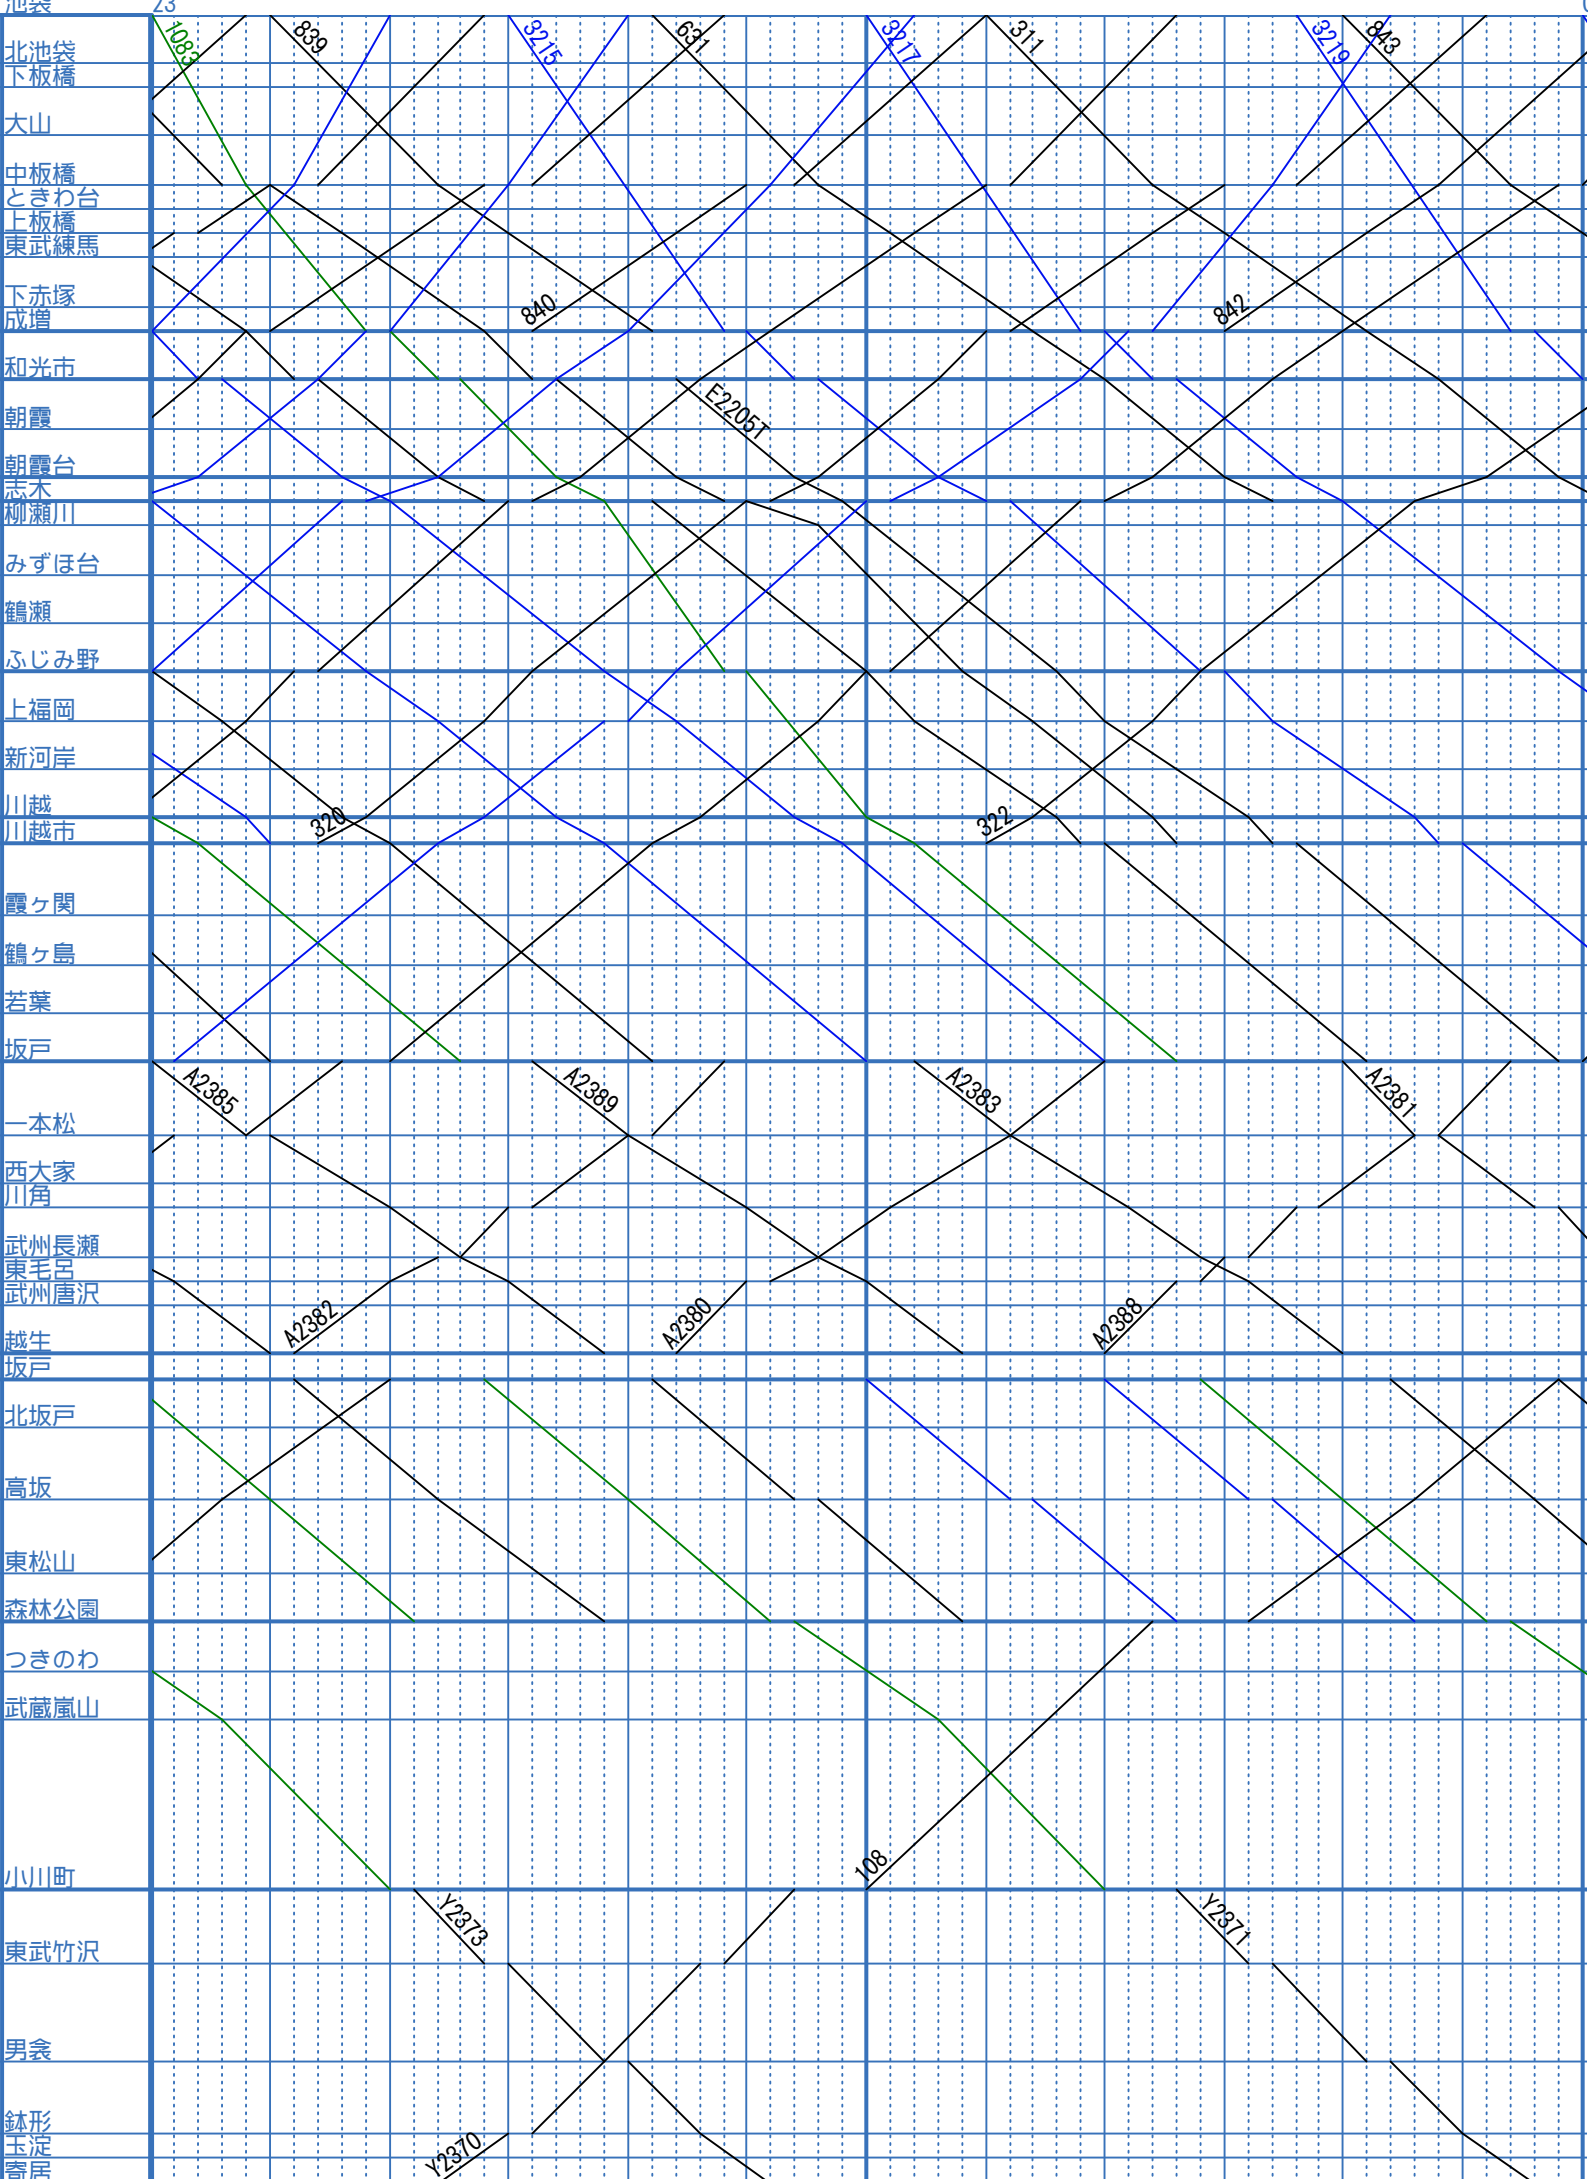 池袋 23
1083 839 3215 631 3217 311 3219 843
北池袋
下板橋
大山
中板橋
ときわ台
上板橋
東武練馬
下赤塚
840 842
成増
和光市
E2205T
朝霞
朝霞台
志木
柳瀬川
みずほ台
鶴瀬
ふじみ野
上福岡
新河岸
川越
320 322
川越市
霞ヶ関
鶴ヶ島
若葉
坂戸
A2385 A2389 A2383 A2381
一本松
西大家
川角
武州長瀬
東毛呂
武州唐沢
A2382 A2380 A2388
越生
坂戸
北坂戸
高坂
東松山
森林公園
つきのわ
武蔵嵐山
108
小川町
Y2373 Y2371
東武竹沢
男衾
鉢形
玉淀
Y2370
寄居